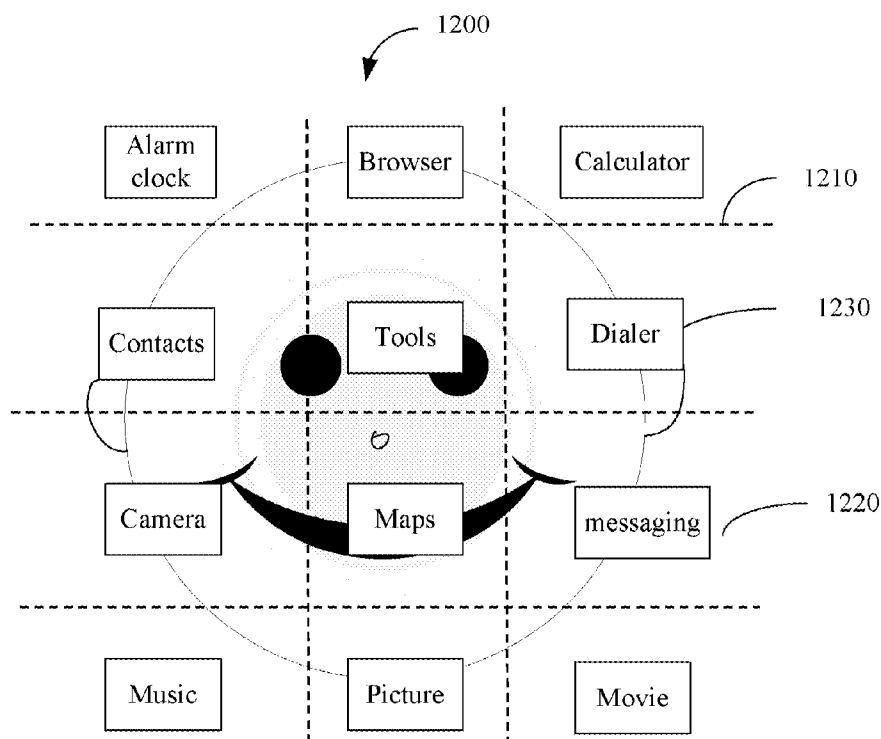 1200
Alarm
clock
Browser
Calculator
1210
Contacts
Tools
Dialer
1230
Camera
Maps
messaging
1220
Music
Picture
Movie